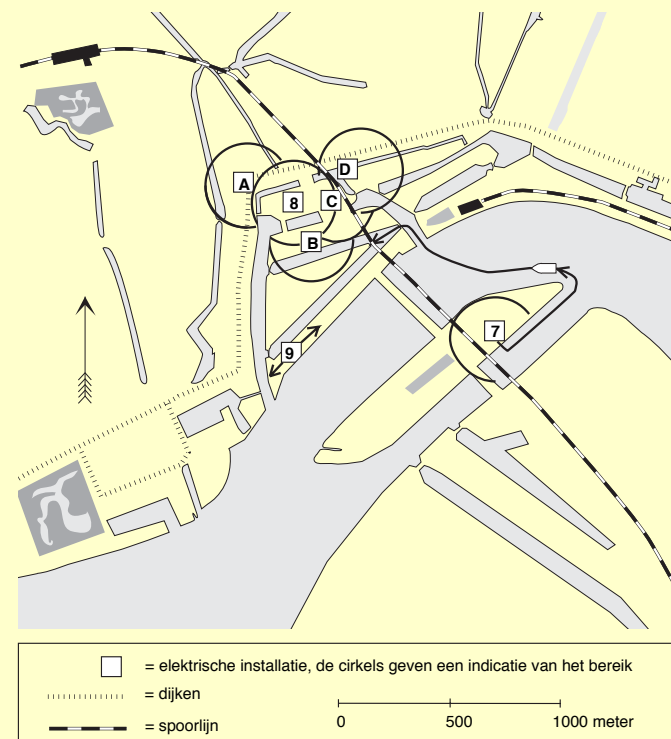 D
A
C
8
B
7
9
= elektrische installatie, de cirkels geven een indicatie van het bereik
= dijken
= spoorlijn
0 500 1000 meter